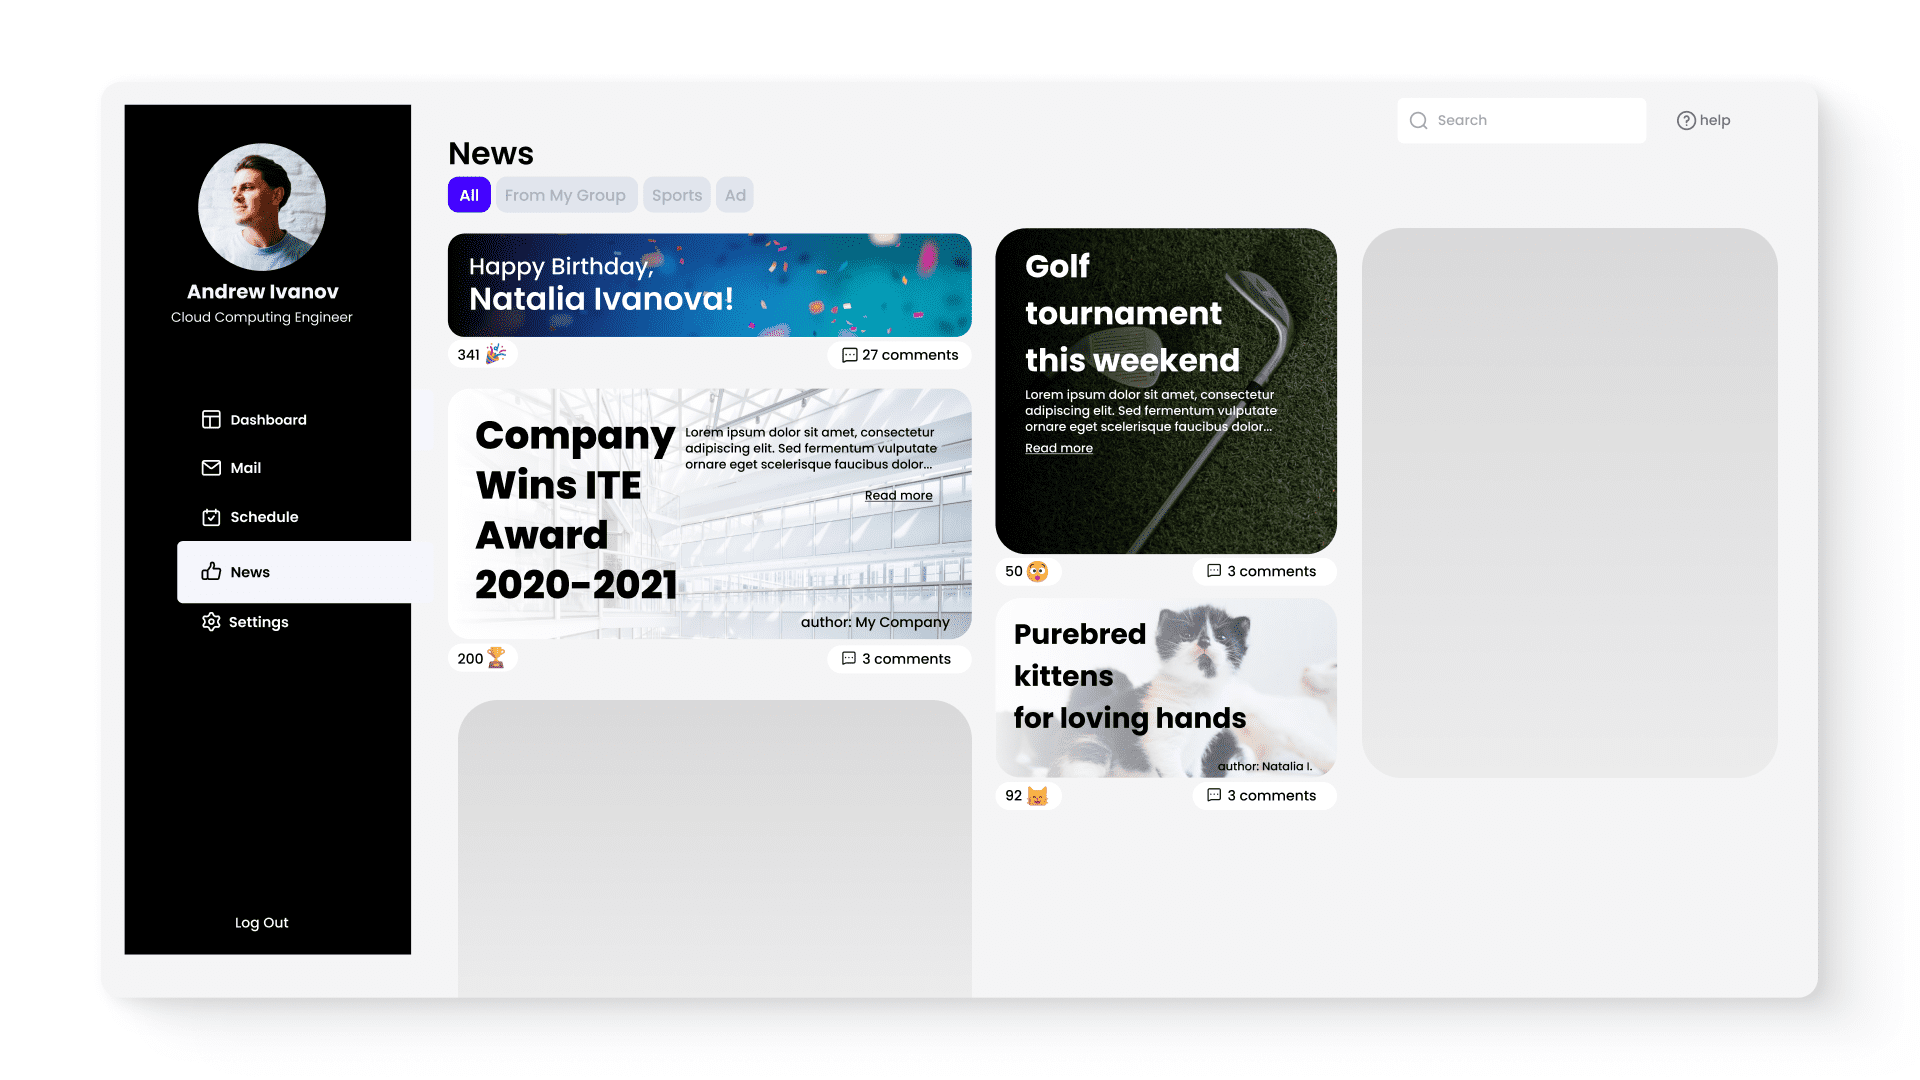 Andrew Ivanov
Cloud Computing Engineer
Dashboard
Mail
Schedule
News
Settings
Log Out
Search
help
News
All
From My Group
Sports
Ad
Happy Birthday,
Natalia Ivanova!
341
27 comments
Company
Wins ITE
Award
2020-2021
Lorem ipsum dolor sit amet, consectetur
adipiscing elit. Sed fermentum vulputate
ornare eget scelerisque faucibus dolor...
Read more
author: My Company
200
3 comments
Golf
tournament
this weekend
Lorem ipsum dolor sit amet, consectetur
adipiscing elit. Sed fermentum vulputate
ornare eget scelerisque faucibus dolor...
Read more
50
3 comments
Purebred
kittens
for loving hands
author: Natalia I.
92
3 comments